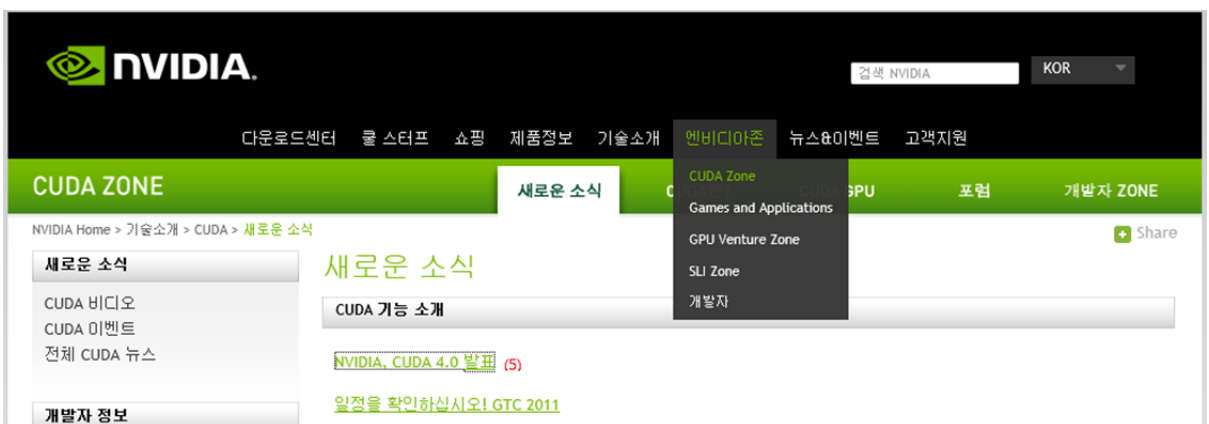 NVIDIA.
검색 NVIDIA
KOR
다운로드센터 쿨 스터프 쇼핑 제품정보 기술소개 엔비디아존 뉴스&이벤트 고객지원
CUDA ZONE 새로운 소식 GPU 포럼 개발자 ZONE
CUDA Zone
Games and Applications
GPU Venture Zone
SLI Zone
개발자
NVIDIA Home > 기술소개 > CUDA > 새로운 소식
Share
새로운 소식
CUDA 비디오
CUDA 이벤트
전체 CUDA 뉴스
개발자 정보
새로운 소식
CUDA 기능 소개
NVIDIA, CUDA 4.0 발표 (5)
일정을 확인하십시오! GTC 2011